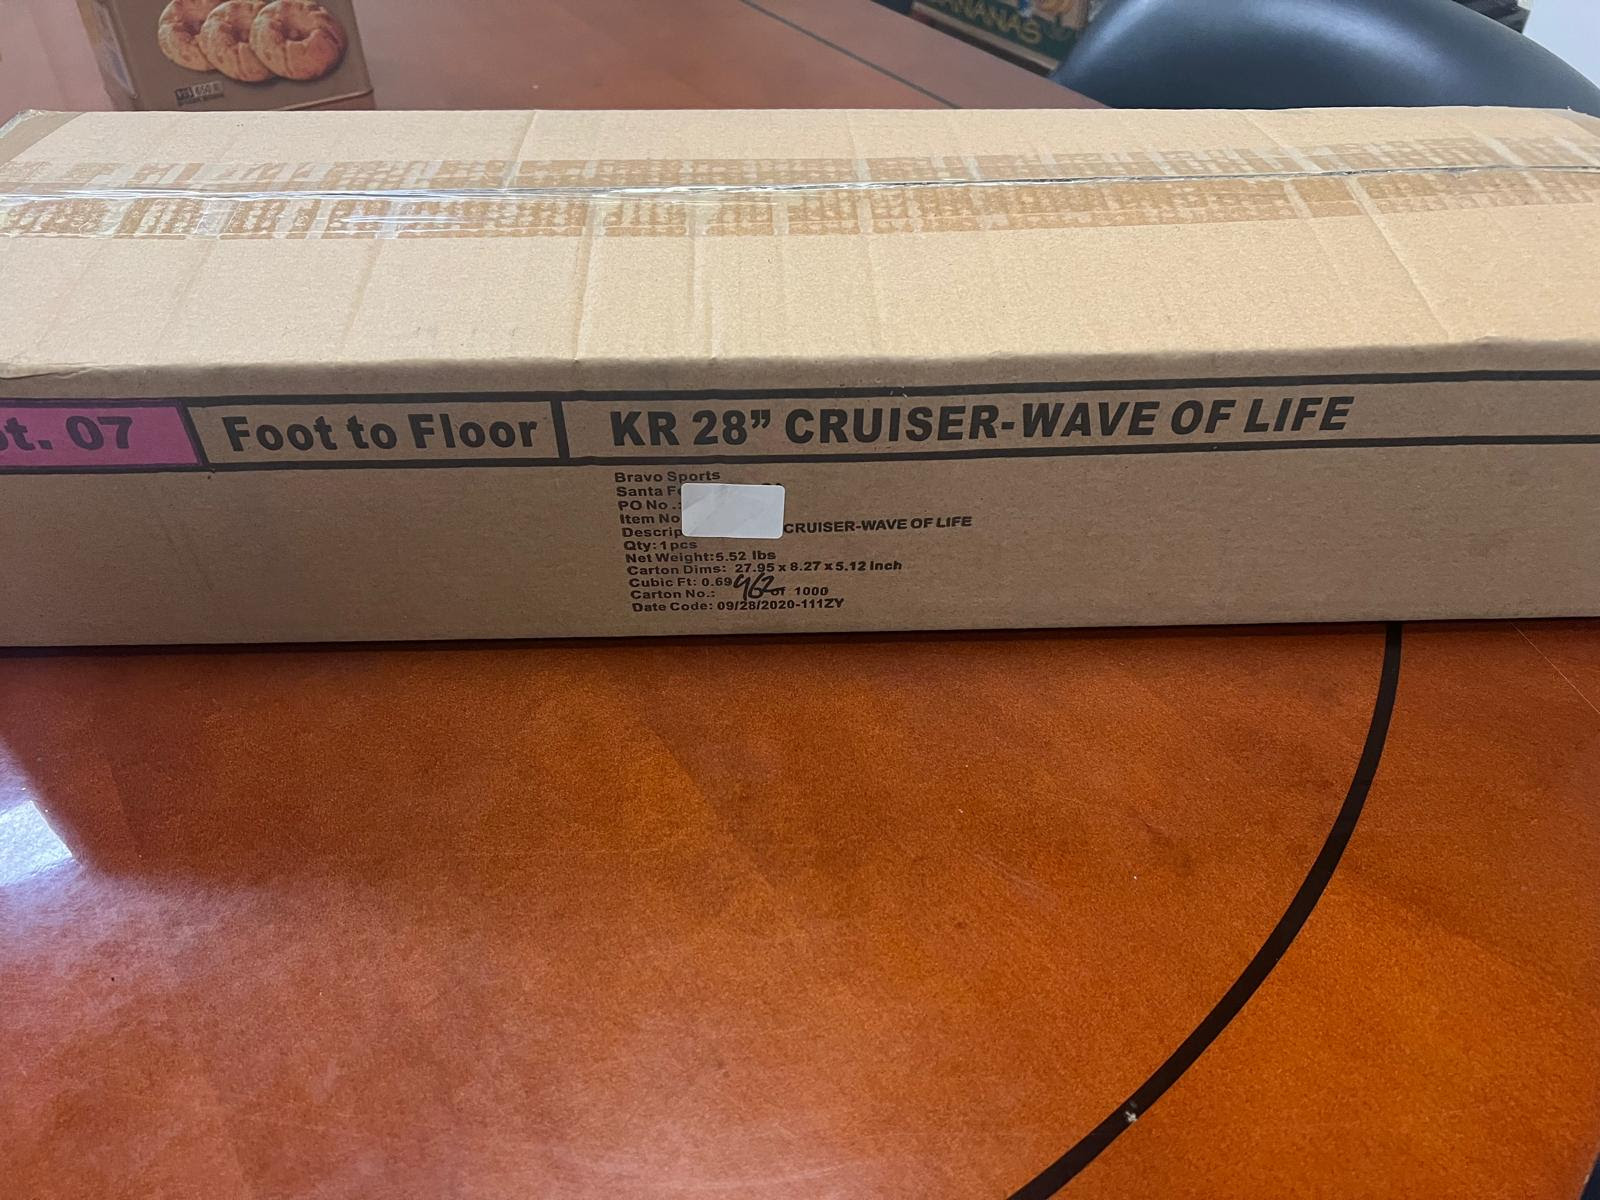 BANANAS
t. 07
Foot to Floor
KR 28” CRUISER-WAVE OF LIFE
Bravo Sports
Santa
PO No.:
Item No
CRUISER-WAVE OF LIFE
Qty: 1pcs
Net Weight: 5.52 lbs
Carton Dims: 27.95 x 8.27 x 5.12 Inch
Cubic Ft: 0.69
Carton No.: 962 of 1000
Date Code: 09/28/2020-111ZY